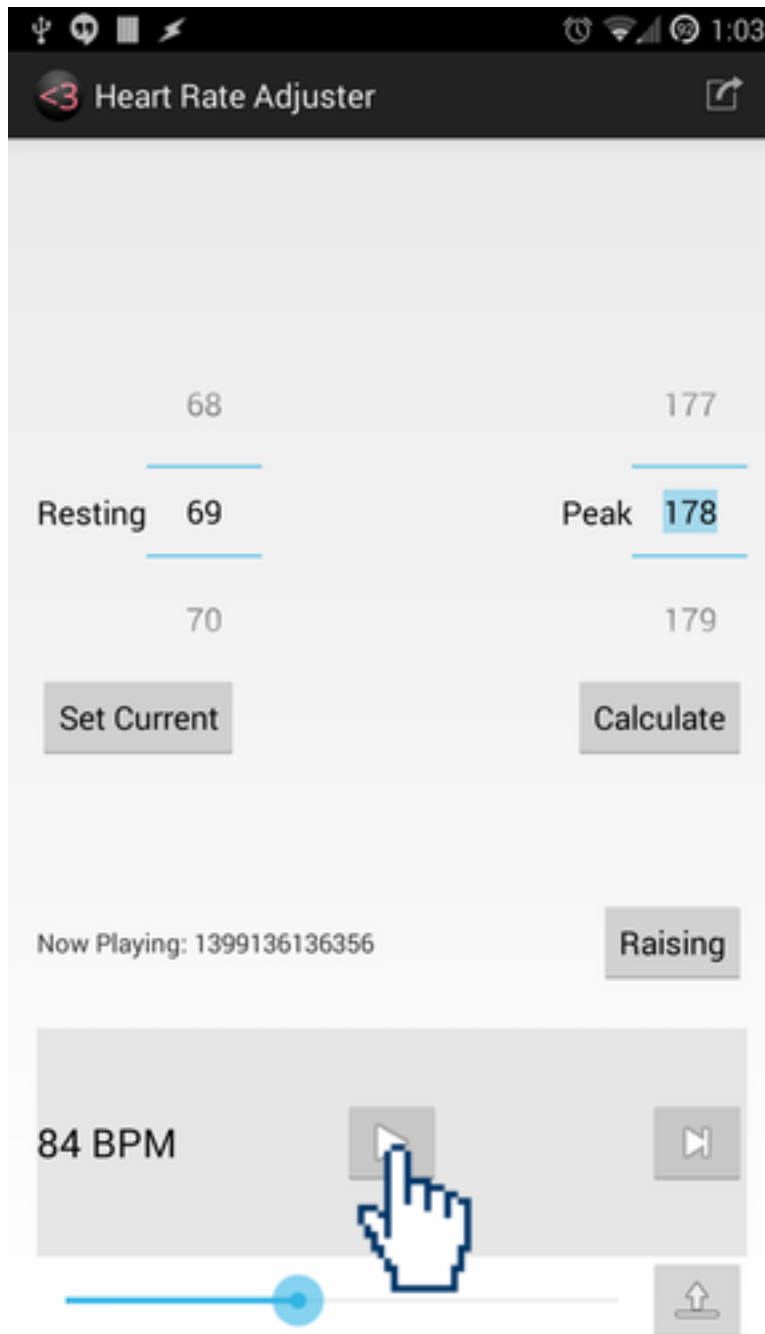 92 1:03
<3 Heart Rate Adjuster
68 177
Resting 69 Peak 178
70 179
Set Current Calculate
Now Playing: 1399136136356 Raising
84 BPM